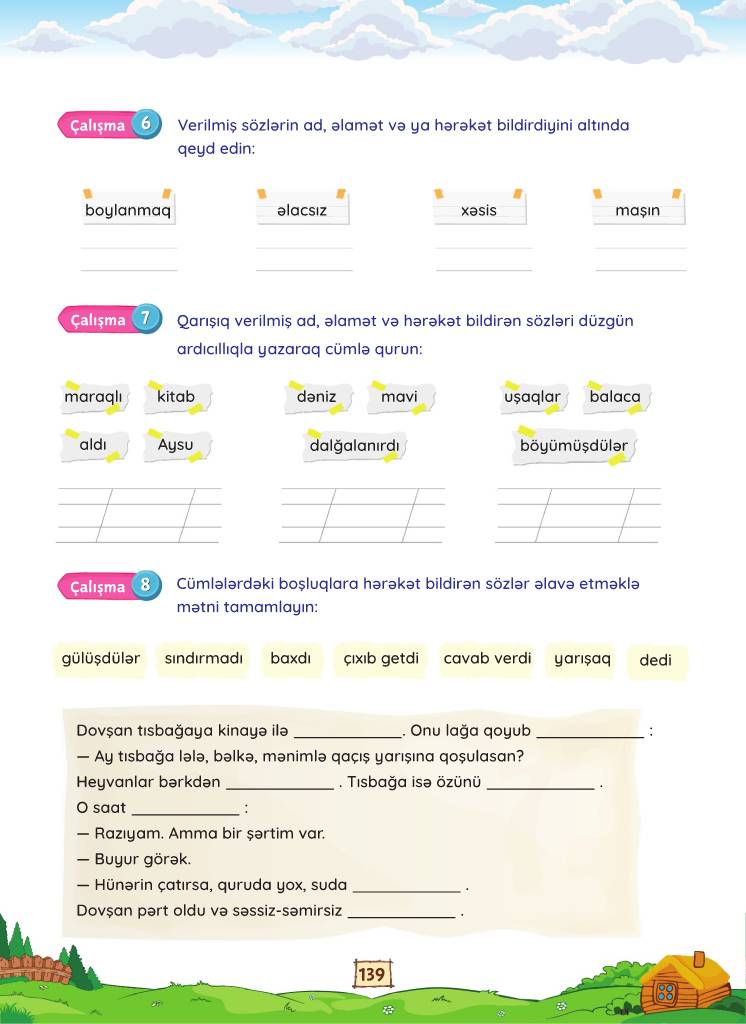 Çalışma 6 Verilmiş sözlərin ad, əlamət və ya hərəkət bildirdiyini altında
qeyd edin:
boylanmaq əlacsız xəsis maşın
Çalışma 7 Qarışıq verilmiş ad, əlamət və hərəkət bildirən sözləri düzgün
ardıcıllıqla yazaraq cümlə qurun:
maraqlı kitab dəniz mavi uşaqlar balaca
aldı Aysu dalğalanırdı böyümüşdülər
Çalışma 8 Cümlələrdəki boşluqlara hərəkət bildirən sözlər əlavə etməklə
mətni tamamlayın:
gülüşdülər sındırmadı baxdı çıxıb getdi cavab verdi yarışaq dedi
Dovşan tısbağaya kinayə ilə ____________. Onu lağa qoyub ____________ :
— Ay tısbağa lələ, bəlkə, mənimlə qaçış yarışına qoşulasan?
Heyvanlar bərkdən ____________ . Tısbağa isə özünü ____________ .
O saat ____________ :
— Razıyam. Amma bir şərtim var.
— Buyur görək.
— Hünərin çatırsa, quruda yox, suda ____________ .
Dovşan pərt oldu və səssiz-səmirsiz ____________ .
139